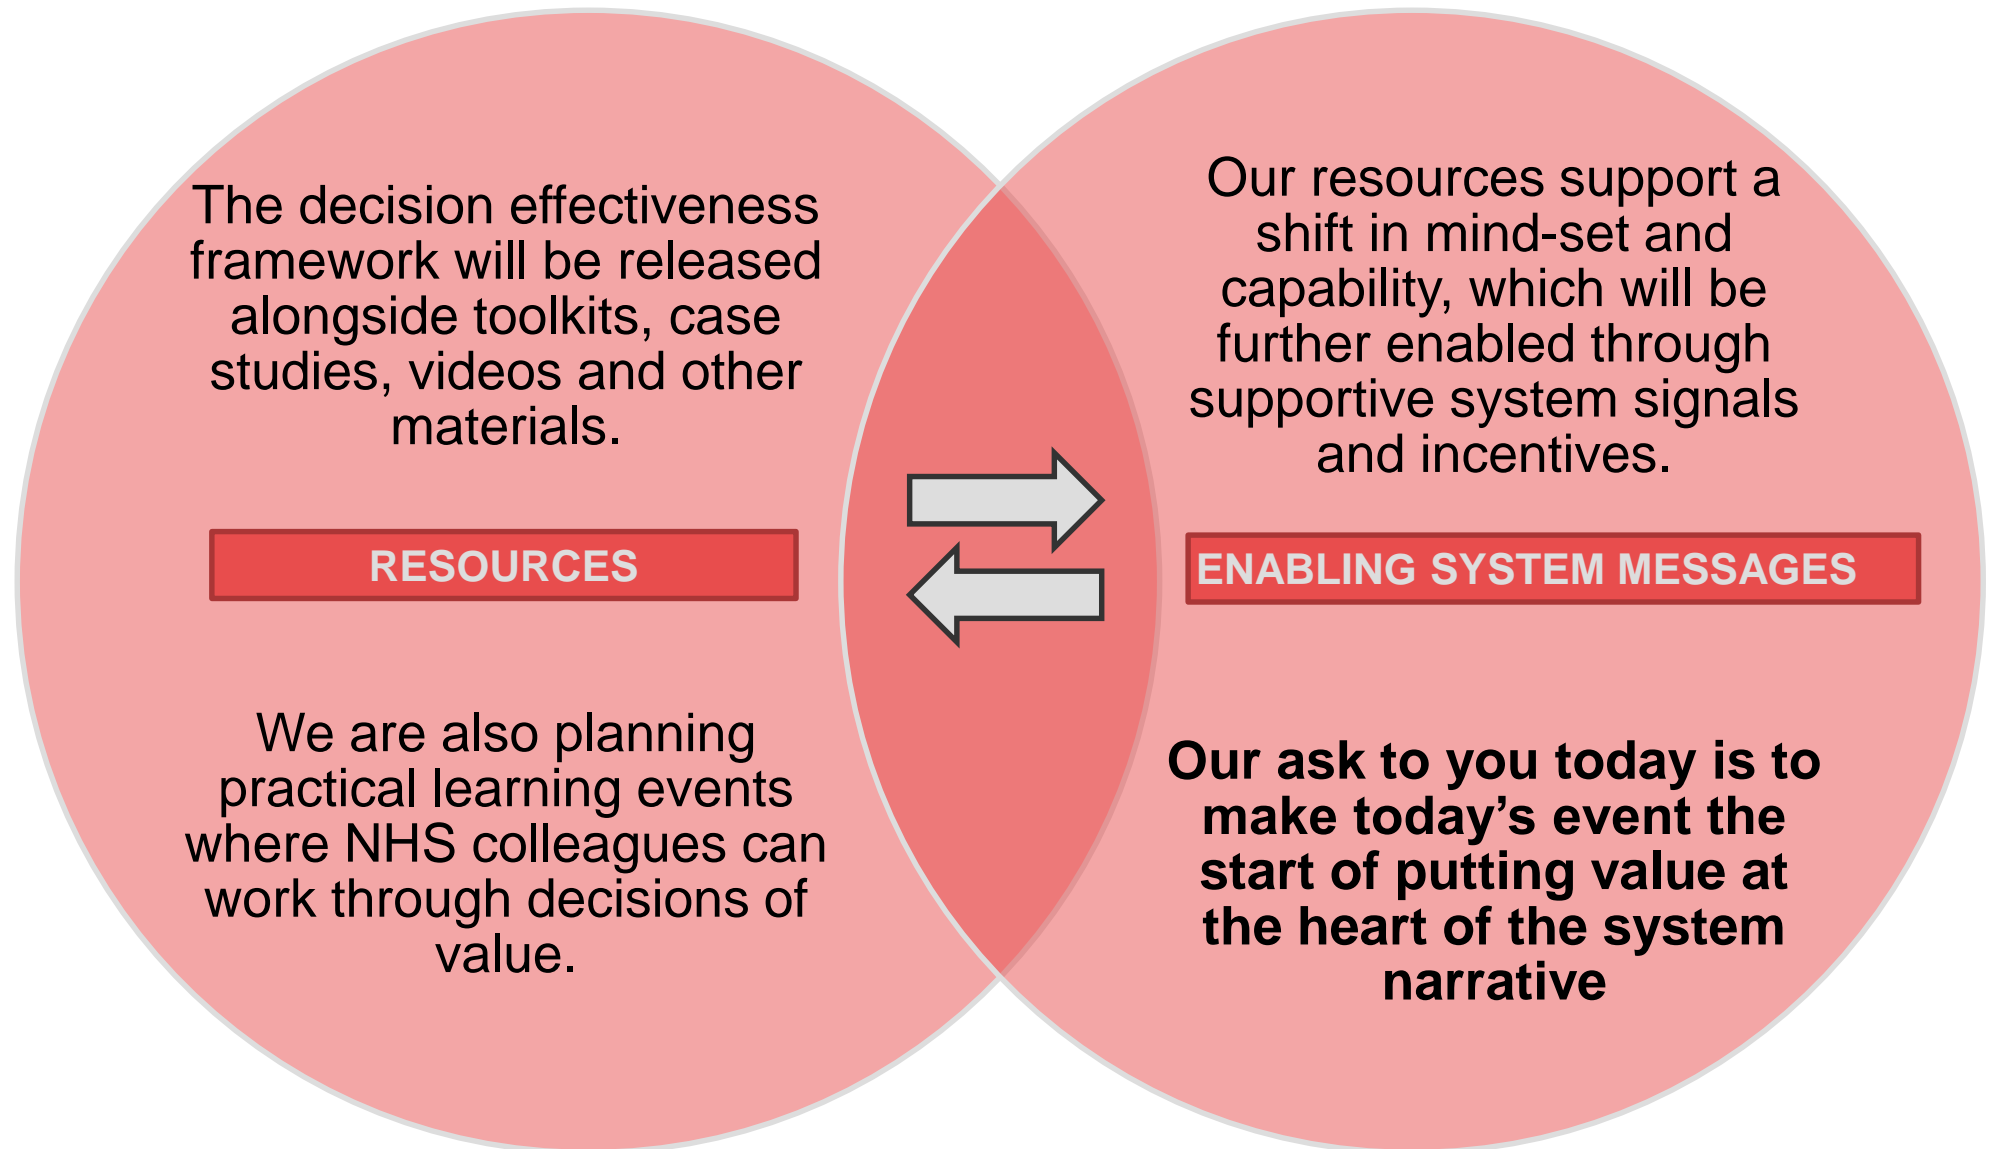 The decision effectiveness
framework will be released
alongside toolkits, case
studies, videos and other
materials.
RESOURCES
We are also planning
practical learning events
where NHS colleagues can
work through decisions of
value.
Our resources support a
shift in mind-set and
capability, which will be
further enabled through
supportive system signals
and incentives.
ENABLING SYSTEM MESSAGES
Our ask to you today is to
make today’s event the
start of putting value at
the heart of the system
narrative